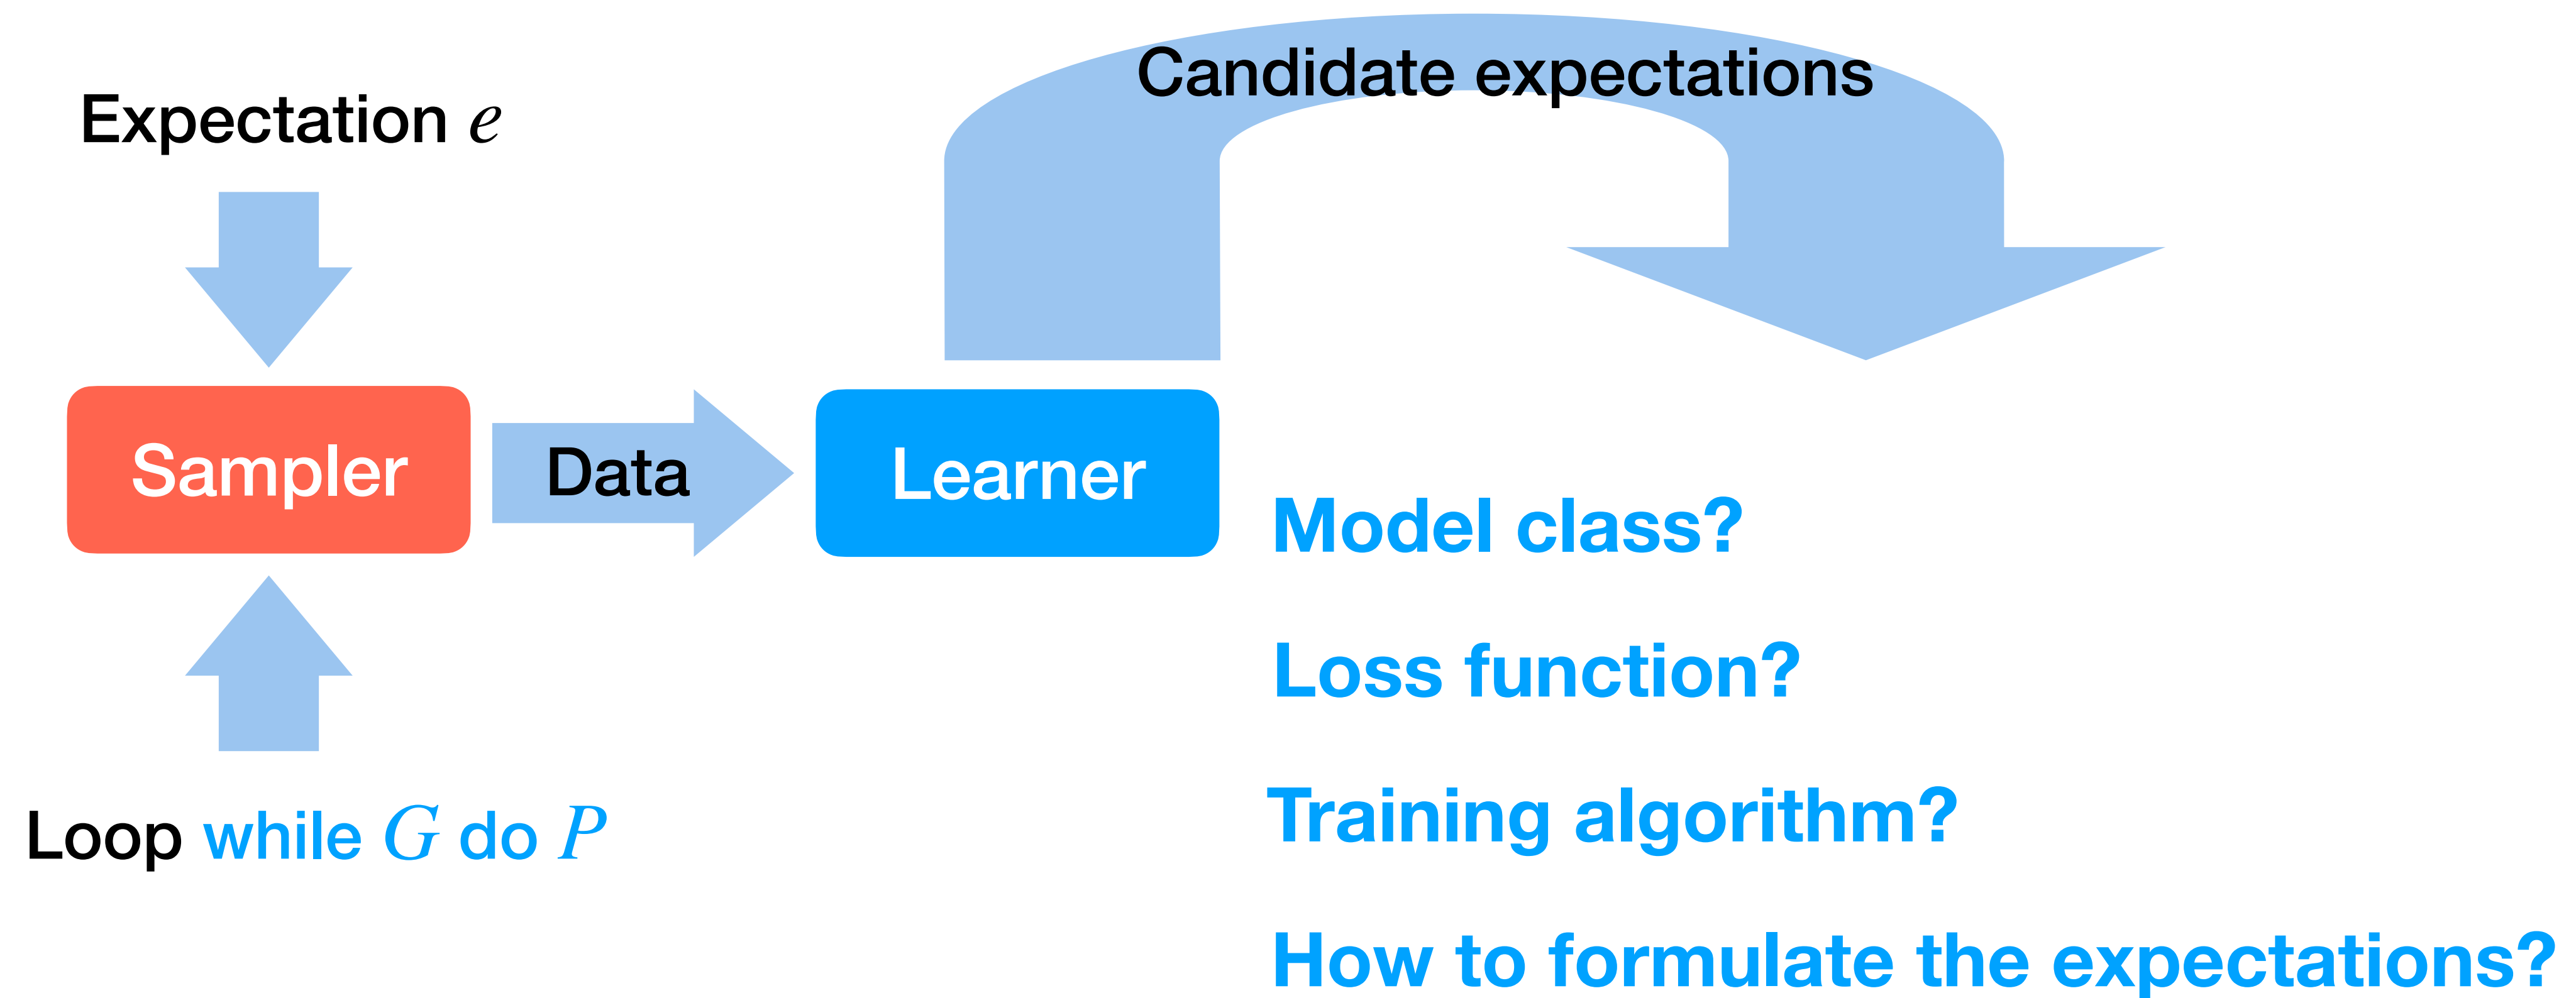 Candidate expectations
Expectation e
Sampler
Data
Learner
Model class?
Loss function?
Training algorithm?
Loop while G do P
How to formulate the expectations?